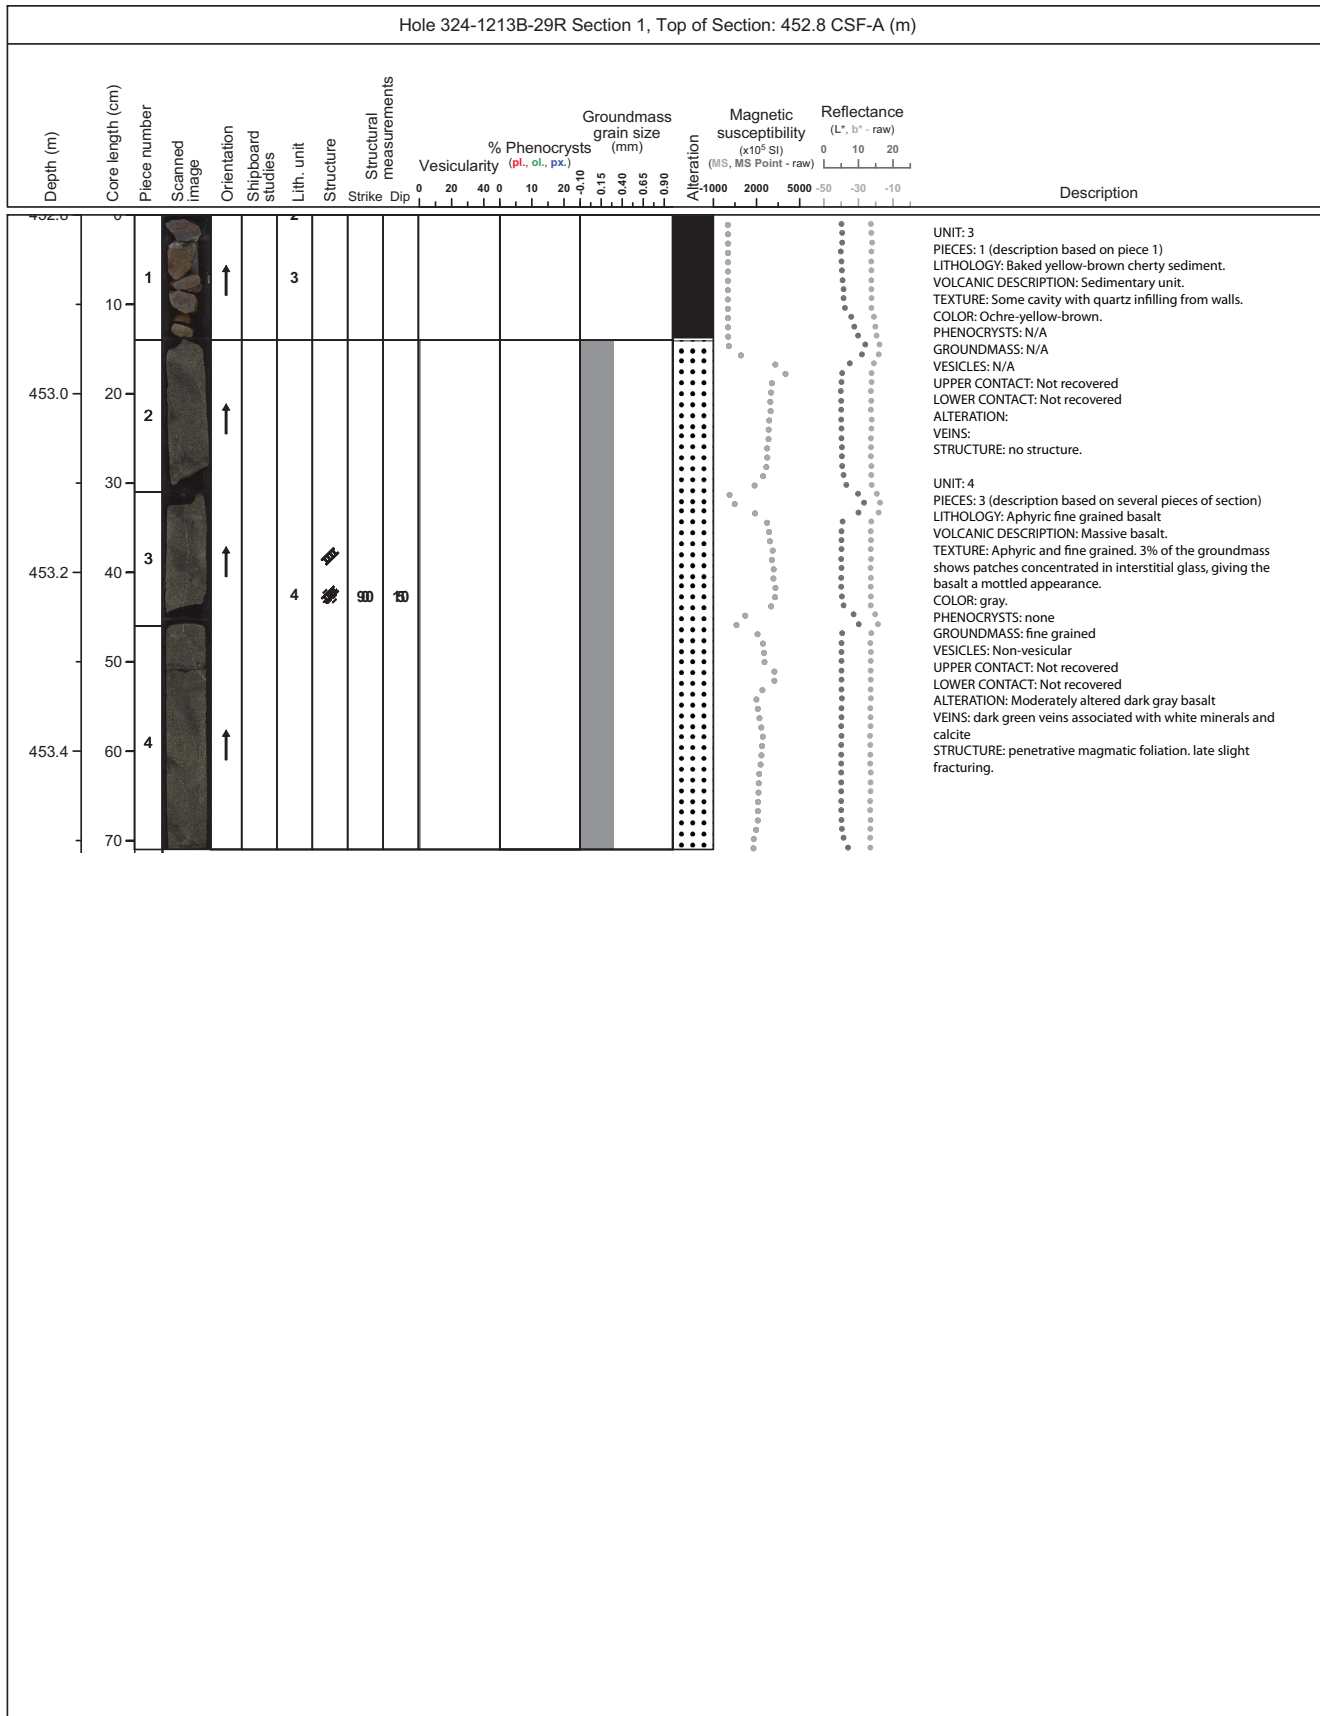 Hole 324-1213B-29R Section 1, Top of Section: 452.8 CSF-A (m)
Depth (m)
Core length (cm)
Piece number
Scanned
image
Orientation
Shipboard
studies
Lith. unit
Structure
Structural
measurements
Strike Dip
Vesicularity
0 20 40
% Phenocrysts
(pl., ol., px.)
0 10 20
Groundmass
grain size
(mm)
-0.10 0.15 0.40 0.65 0.90
Alteration
Magnetic
susceptibility
(x10⁵ SI)
(MS, MS Point - raw)
-1000 2000 5000
Reflectance
(L*, b* - raw)
0 10 20
-50 -30 -10
Description
452.8
0
2
1
3
10
453.0
20
2
30
3
453.2
40
4
50
4
453.4
60
70
UNIT: 3
PIECES: 1 (description based on piece 1)
LITHOLOGY: Baked yellow-brown cherty sediment.
VOLCANIC DESCRIPTION: Sedimentary unit.
TEXTURE: Some cavity with quartz infilling from walls.
COLOR: Ochre-yellow-brown.
PHENOCRYSTS: N/A
GROUNDMASS: N/A
VESICLES: N/A
UPPER CONTACT: Not recovered
LOWER CONTACT: Not recovered
ALTERATION:
VEINS:
STRUCTURE: no structure.
UNIT: 4
PIECES: 3 (description based on several pieces of section)
LITHOLOGY: Aphyric fine grained basalt
VOLCANIC DESCRIPTION: Massive basalt.
TEXTURE: Aphyric and fine grained. 3% of the groundmass
shows patches concentrated in interstitial glass, giving the
basalt a mottled appearance.
COLOR: gray.
PHENOCRYSTS: none
GROUNDMASS: fine grained
VESICLES: Non-vesicular
UPPER CONTACT: Not recovered
LOWER CONTACT: Not recovered
ALTERATION: Moderately altered dark gray basalt
VEINS: dark green veins associated with white minerals and
calcite
STRUCTURE: penetrative magmatic foliation. late slight
fracturing.